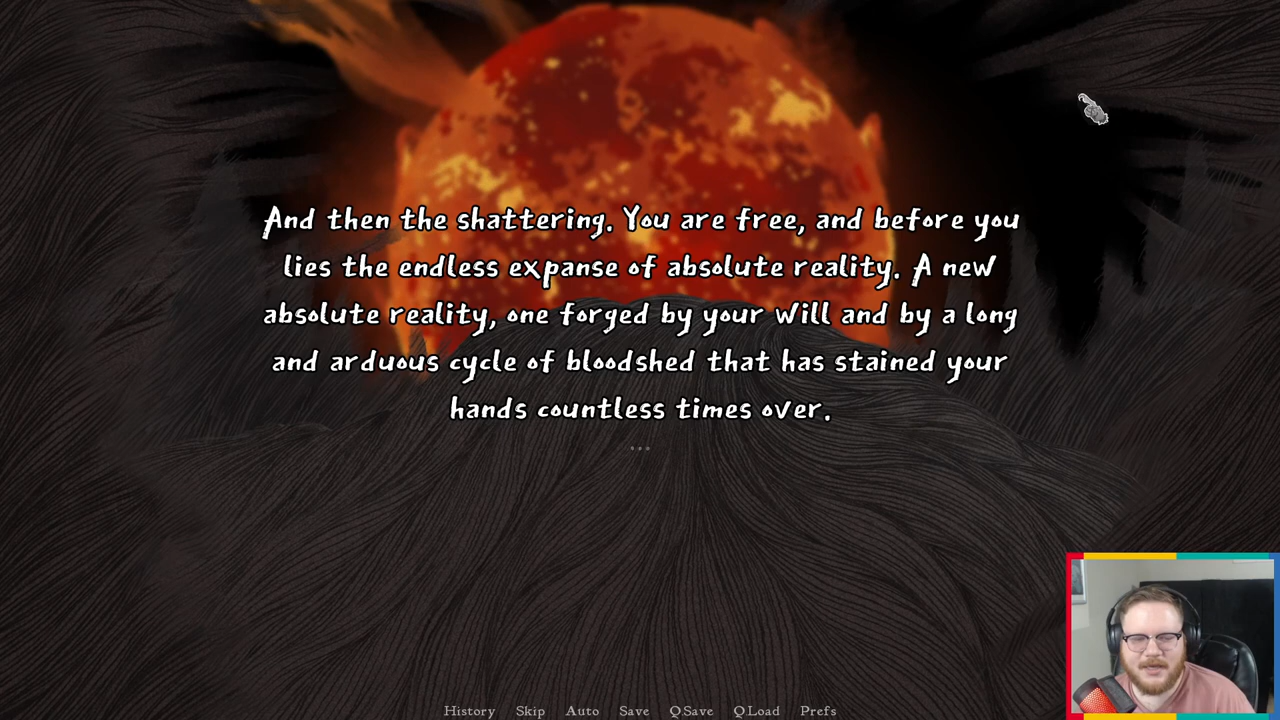 And then the shattering. You are free, and before you
lies the endless expanse of absolute reality. A new
absolute reality, one forged by your will and by a long
and arduous cycle of bloodshed that has stained your
hands countless times over.
...
History Skip Auto Save Q.Save Q.Load Prefs